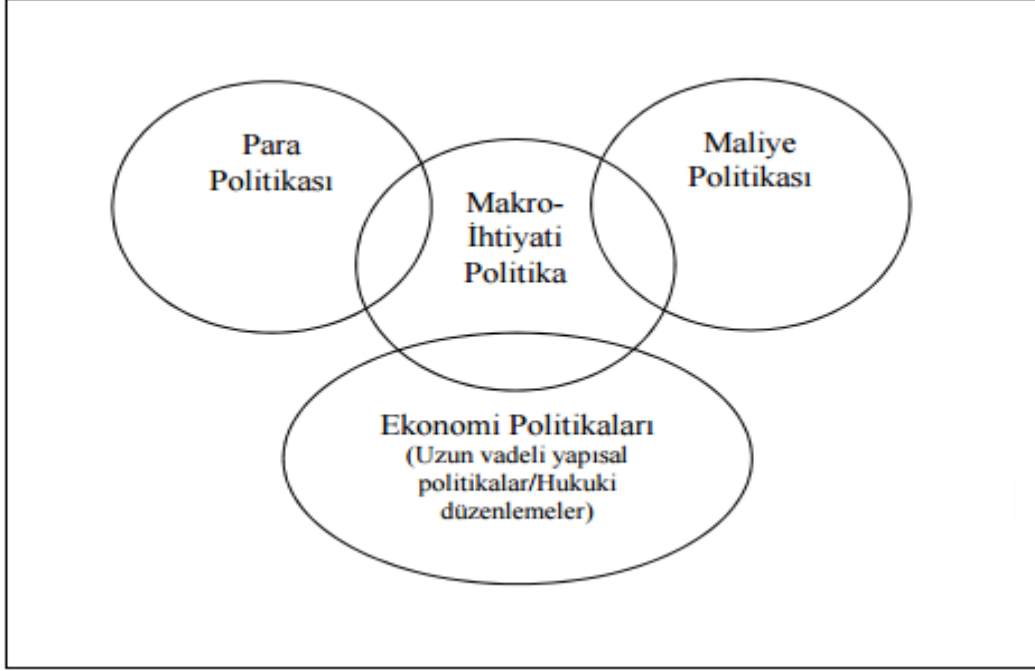 Para
Politikası
Maliye
Politikası
Makro-
İhtiyati
Politika
Ekonomi Politikaları
(Uzun vadeli yapısal
politikalar/Hukuki
düzenlemeler)